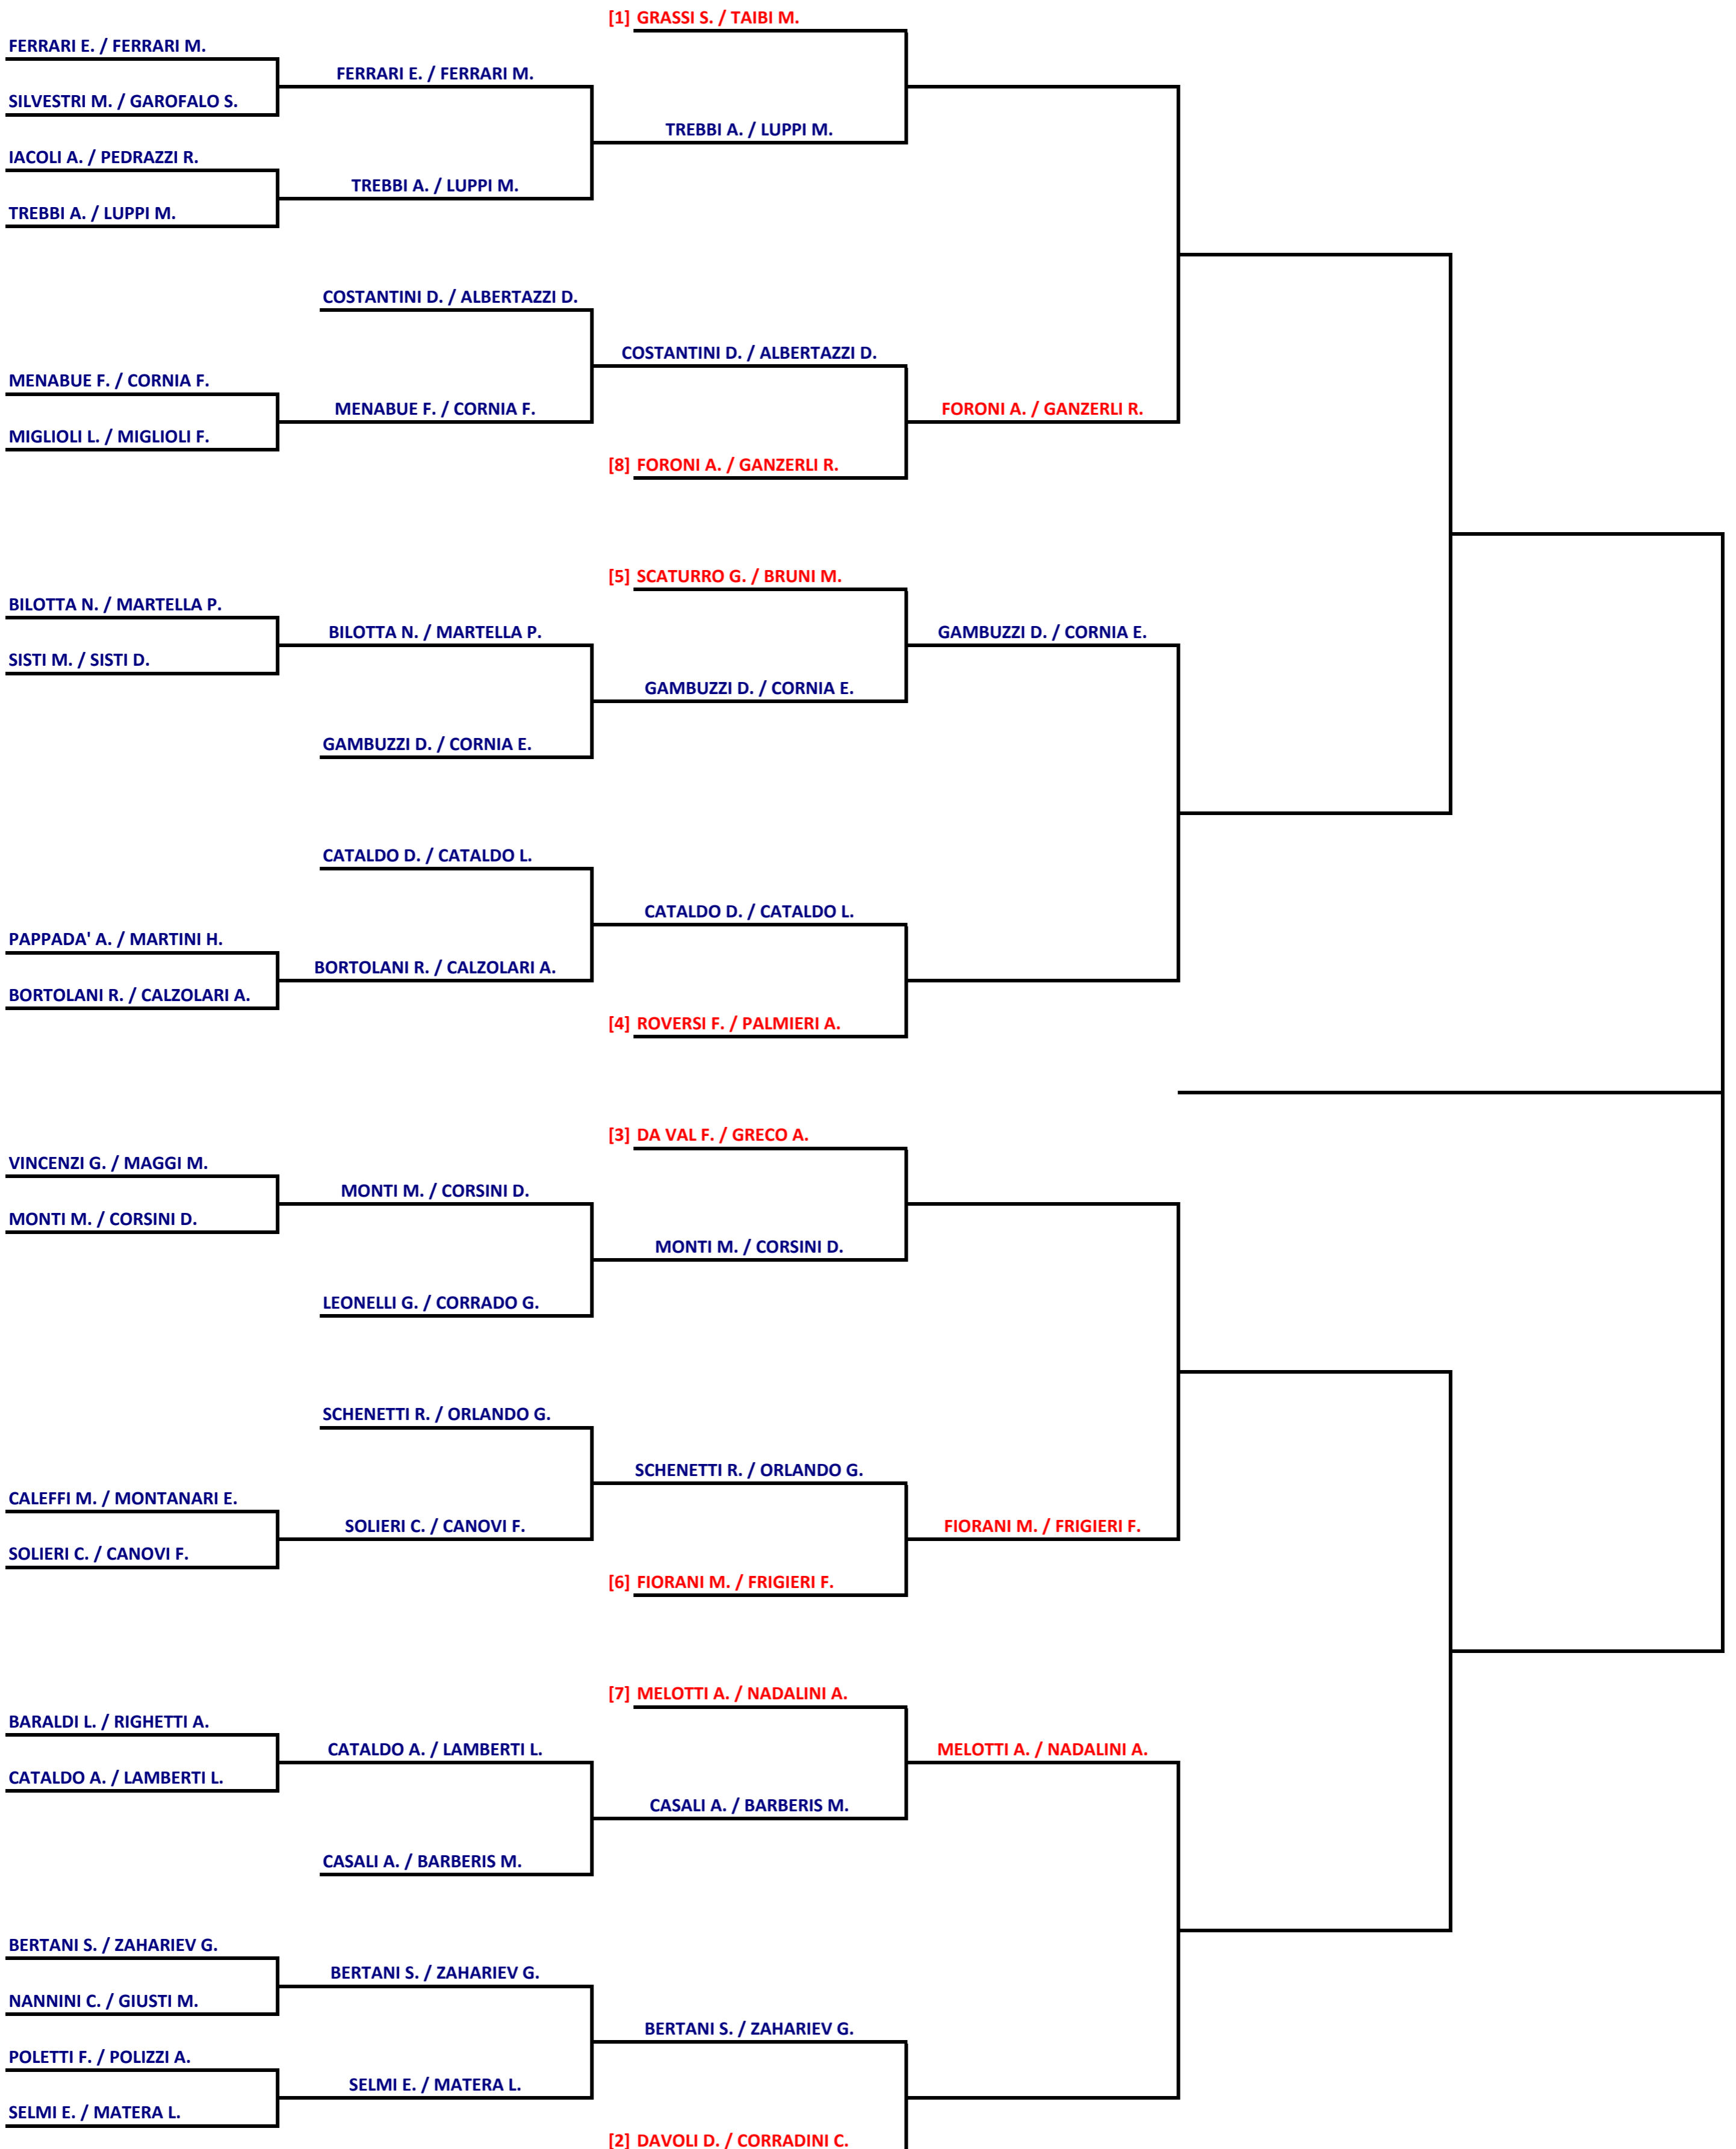 [1] GRASSI S. / TAIBI M.
FERRARI E. / FERRARI M.
FERRARI E. / FERRARI M.
SILVESTRI M. / GAROFALO S.
TREBBI A. / LUPPI M.
IACOLI A. / PEDRAZZI R.
TREBBI A. / LUPPI M.
TREBBI A. / LUPPI M.
COSTANTINI D. / ALBERTAZZI D.
COSTANTINI D. / ALBERTAZZI D.
MENABUE F. / CORNIA F.
MENABUE F. / CORNIA F.
FORONI A. / GANZERLI R.
MIGLIOLI L. / MIGLIOLI F.
[8] FORONI A. / GANZERLI R.
[5] SCATURRO G. / BRUNI M.
BILOTTA N. / MARTELLA P.
BILOTTA N. / MARTELLA P.
GAMBUZZI D. / CORNIA E.
SISTI M. / SISTI D.
GAMBUZZI D. / CORNIA E.
GAMBUZZI D. / CORNIA E.
CATALDO D. / CATALDO L.
CATALDO D. / CATALDO L.
PAPPADA' A. / MARTINI H.
BORTOLANI R. / CALZOLARI A.
BORTOLANI R. / CALZOLARI A.
[4] ROVERSI F. / PALMIERI A.
[3] DA VAL F. / GRECO A.
VINCENZI G. / MAGGI M.
MONTI M. / CORSINI D.
MONTI M. / CORSINI D.
MONTI M. / CORSINI D.
LEONELLI G. / CORRADO G.
SCHENETTI R. / ORLANDO G.
SCHENETTI R. / ORLANDO G.
CALEFFI M. / MONTANARI E.
SOLIERI C. / CANOVI F.
FIORANI M. / FRIGIERI F.
SOLIERI C. / CANOVI F.
[6] FIORANI M. / FRIGIERI F.
[7] MELOTTI A. / NADALINI A.
BARALDI L. / RIGHETTI A.
CATALDO A. / LAMBERTI L.
MELOTTI A. / NADALINI A.
CATALDO A. / LAMBERTI L.
CASALI A. / BARBERIS M.
CASALI A. / BARBERIS M.
BERTANI S. / ZAHARIEV G.
BERTANI S. / ZAHARIEV G.
NANNINI C. / GIUSTI M.
BERTANI S. / ZAHARIEV G.
POLETTI F. / POLIZZI A.
SELMI E. / MATERA L.
SELMI E. / MATERA L.
[2] DAVOLI D. / CORRADINI C.